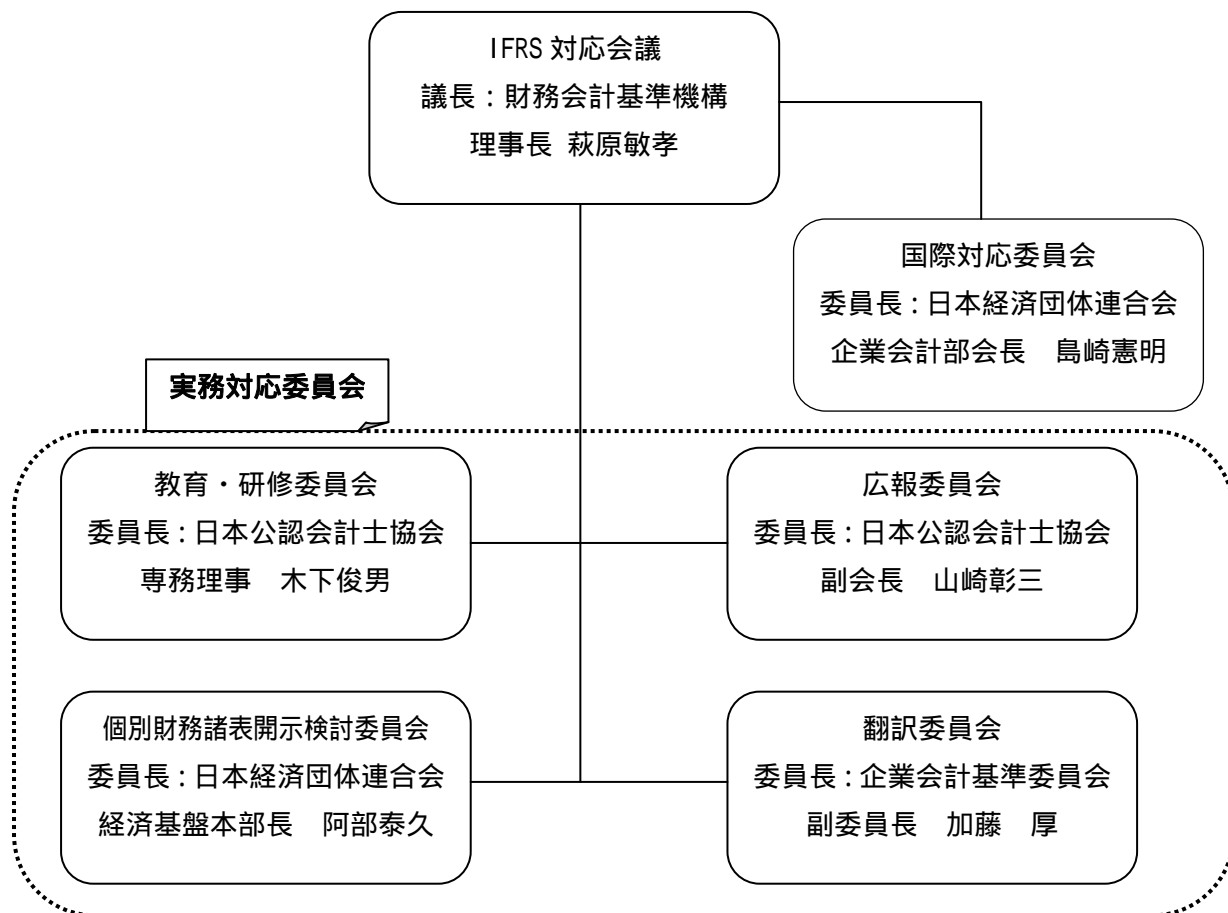 IFRS 対応会議
議長：財務会計基準機構
理事長 萩原敏孝
国際対応委員会
委員長：日本経済団体連合会
企業会計部会長　島崎憲明
実務対応委員会
教育・研修委員会
委員長：日本公認会計士協会
専務理事　木下俊男
広報委員会
委員長：日本公認会計士協会
副会長　山崎彰三
個別財務諸表開示検討委員会
委員長：日本経済団体連合会
経済基盤本部長　阿部泰久
翻訳委員会
委員長：企業会計基準委員会
副委員長　加藤　厚